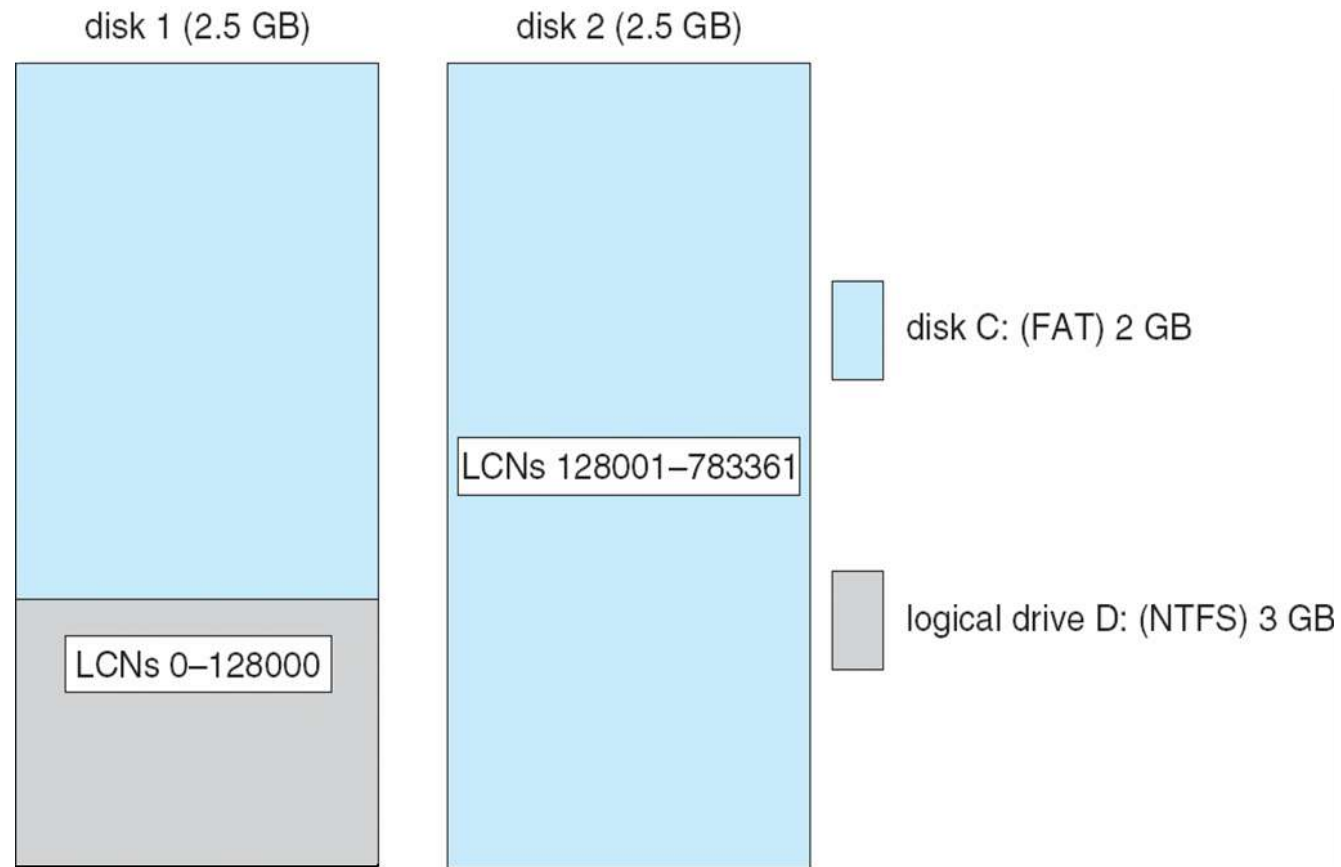 disk 1 (2.5 GB)
disk 2 (2.5 GB)
disk C: (FAT) 2 GB
LCNs 128001–783361
logical drive D: (NTFS) 3 GB
LCNs 0–128000